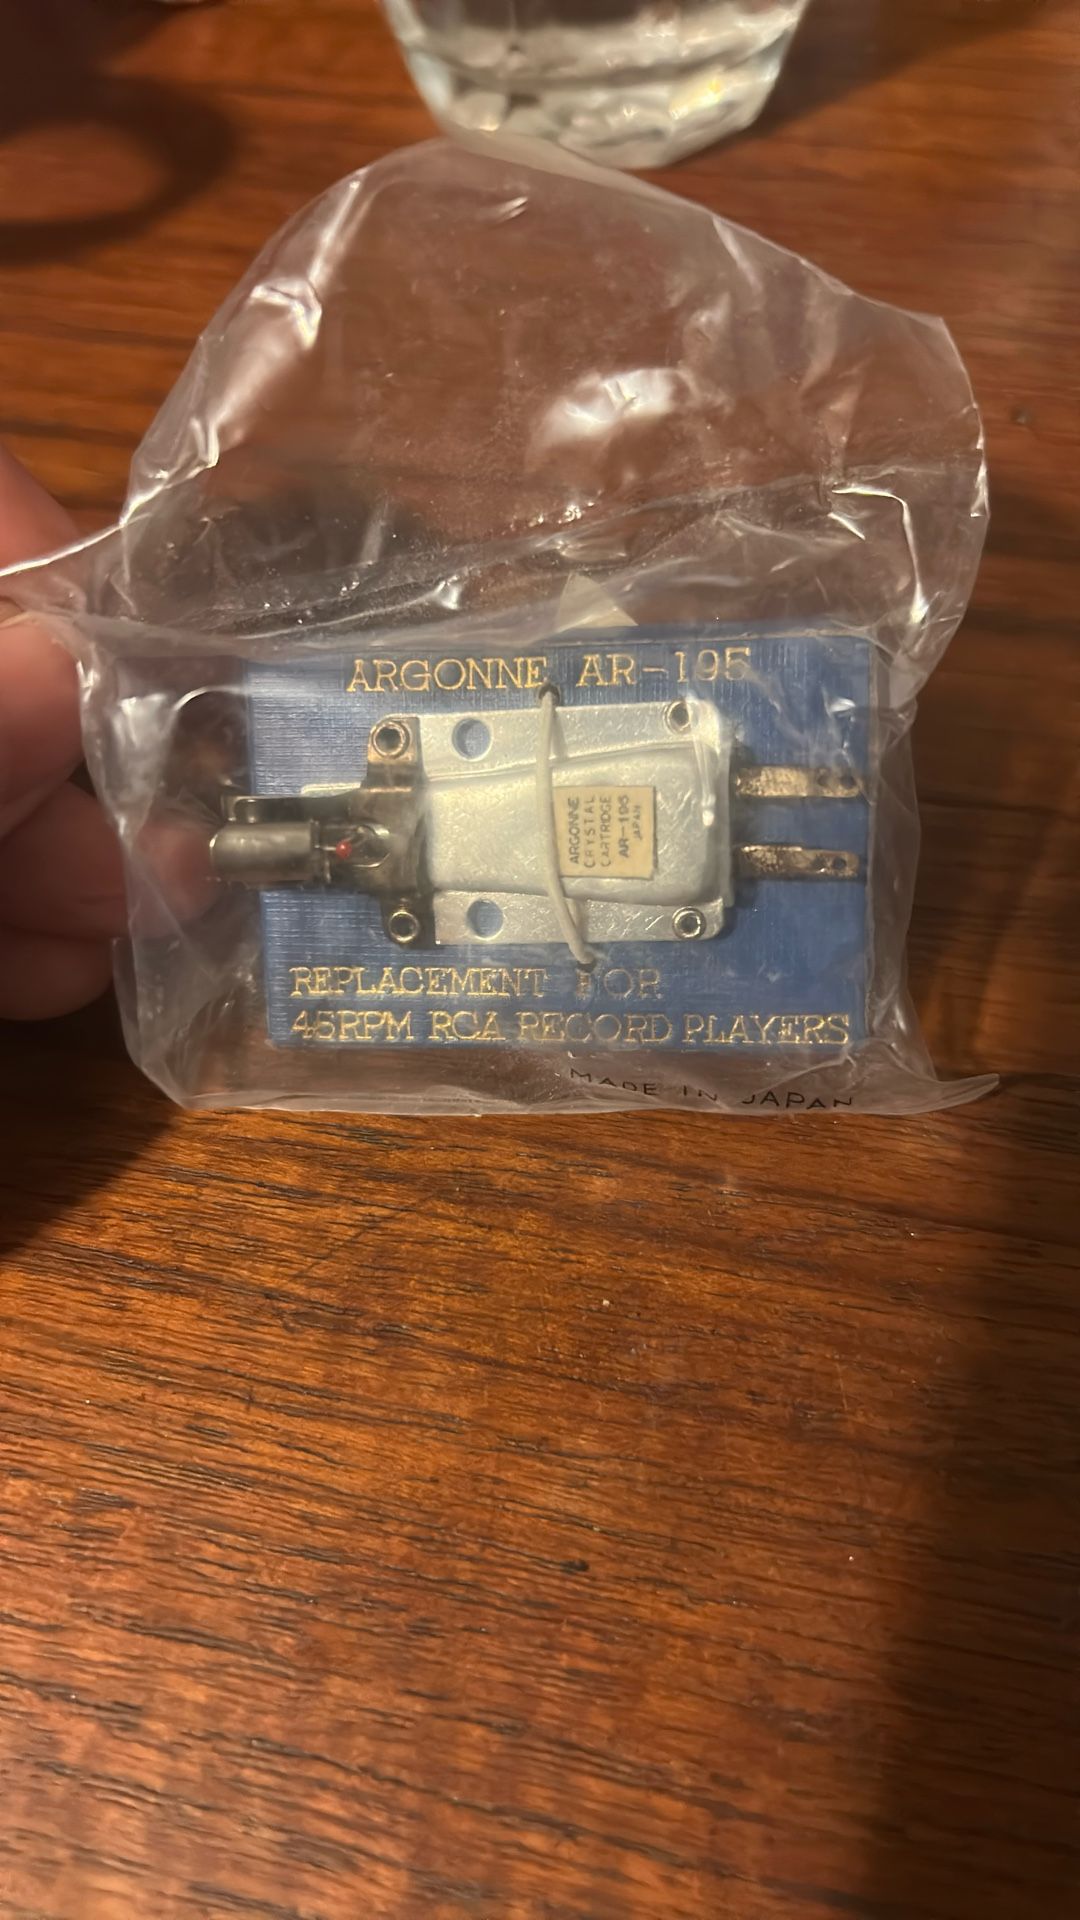 ARGONNE AR-195
ARGONNE
CRYSTAL
CARTRIDGE
AR-195
JAPAN
REPLACEMENT FOR
45RPM RCA RECORD PLAYERS
MADE IN JAPAN